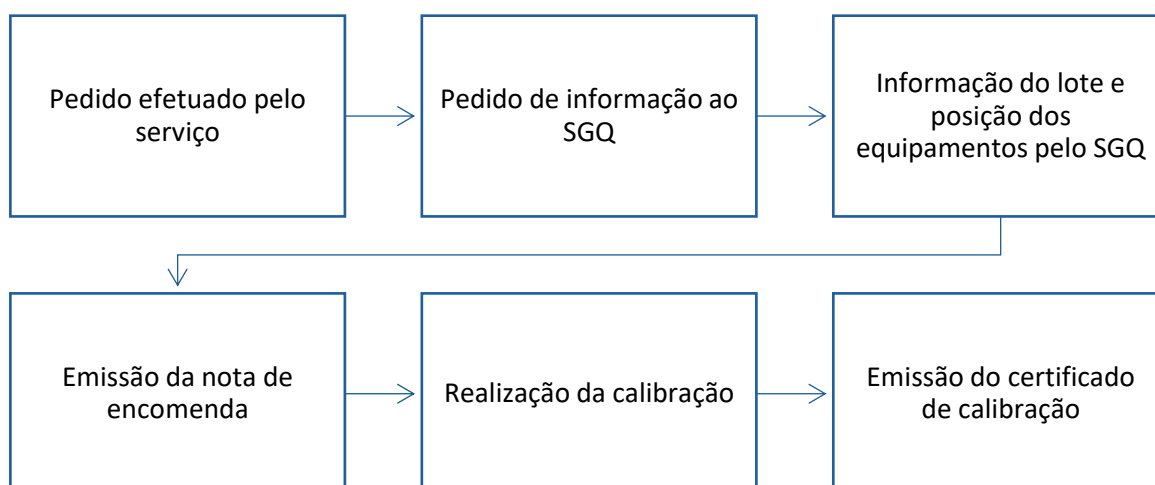 Pedido efetuado pelo
serviço
Pedido de informação ao
SGQ
Informação do lote e
posição dos
equipamentos pelo SGQ
Emissão da nota de
encomenda
Realização da calibração
Emissão do certificado
de calibração